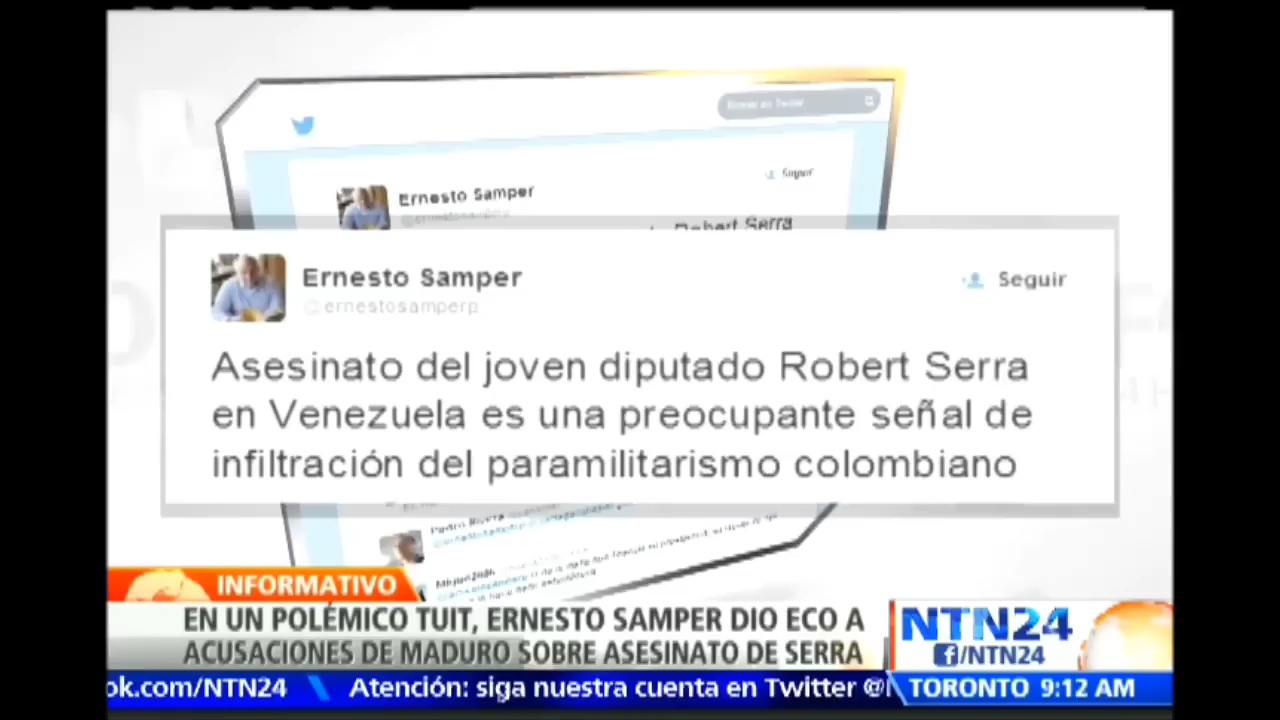 Ernesto Samper
Seguir
Robert Serra
Ernesto Samper
@ernestosamperp
Seguir
Asesinato del joven diputado Robert Serra
en Venezuela es una preocupante señal de
infiltración del paramilitarismo colombiano
INFORMATIVO
EN UN POLÉMICO TUIT, ERNESTO SAMPER DIO ECO A
ACUSACIONES DE MADURO SOBRE ASESINATO DE SERRA
NTN24
f/NTN24
ok.com/NTN24 Atención: siga nuestra cuenta en Twitter @
TORONTO 9:12 AM